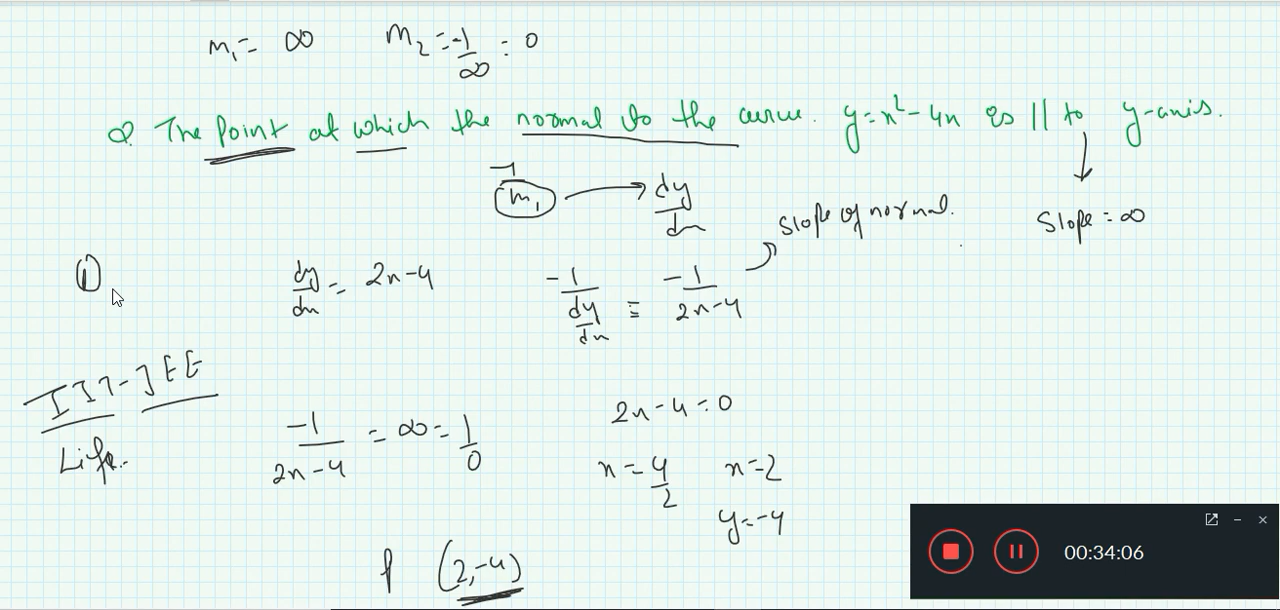 m₁ = ∞ m₂ = -1/∞ = 0
Q. The Point at which the normal to the curve. y = x² - 4x is || to y-axis.
-1/m₁ → dy/dx
Slope of normal.
Slope = ∞
① dy/dx = 2x-4 -1/(dy/dx) = -1/(2x-4)
IIT-JEE
Life.
-1/(2x-4) = ∞ = 1/0
2x-4=0
x = 4/2 x=2
y=-4
P (2,-4)
00:34:06